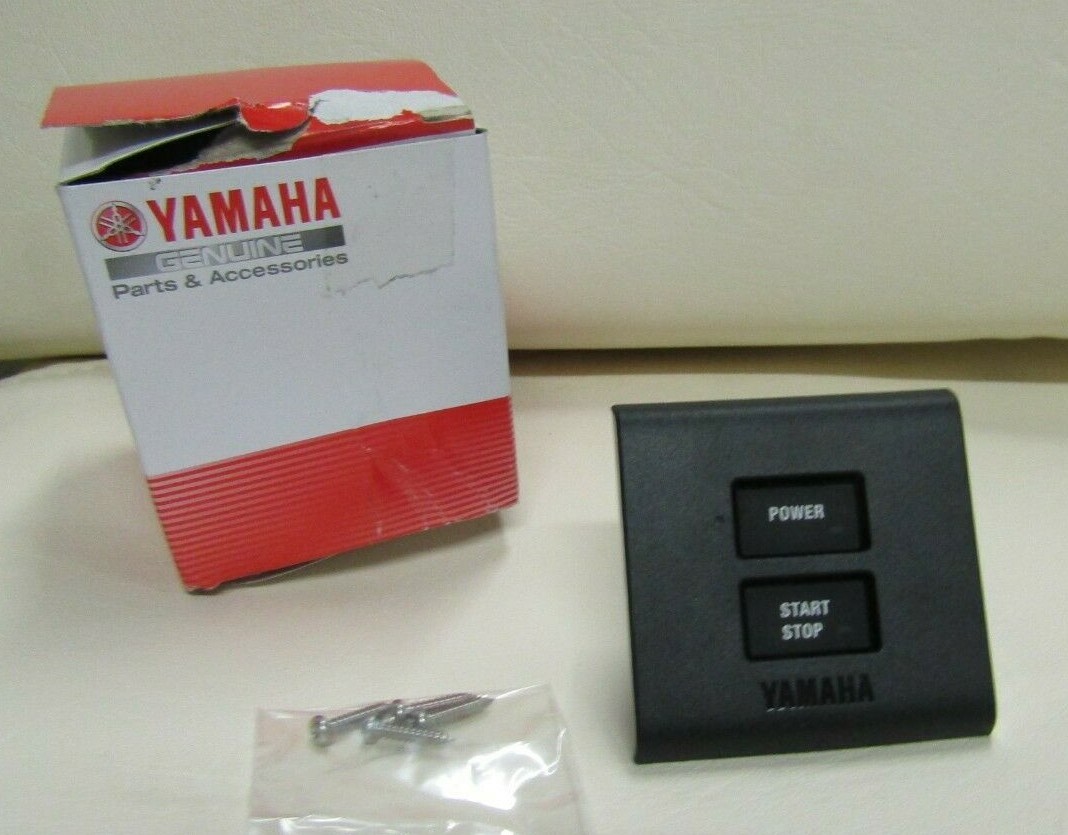 YAMAHA
GENUINE
Parts & Accessories
POWER
START
STOP
YAMAHA